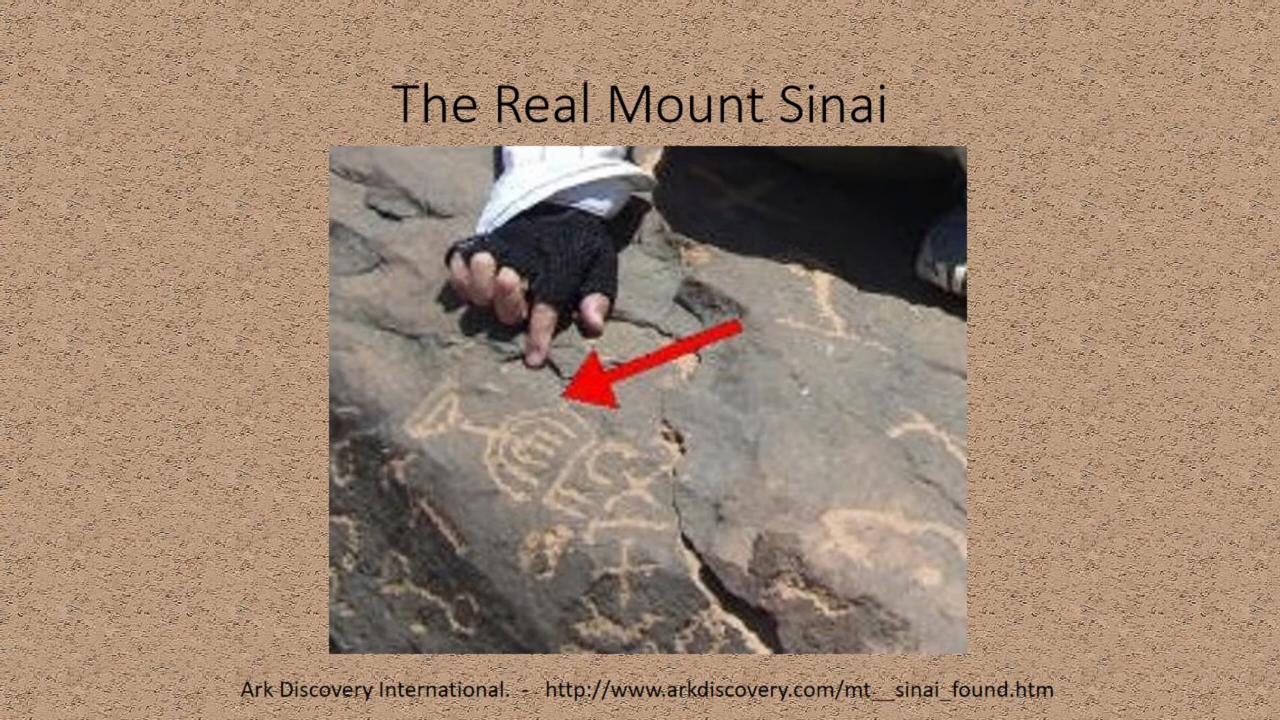 The Real Mount Sinai
Ark Discovery International. - http://www.arkdiscovery.com/mt__sinai_found.htm